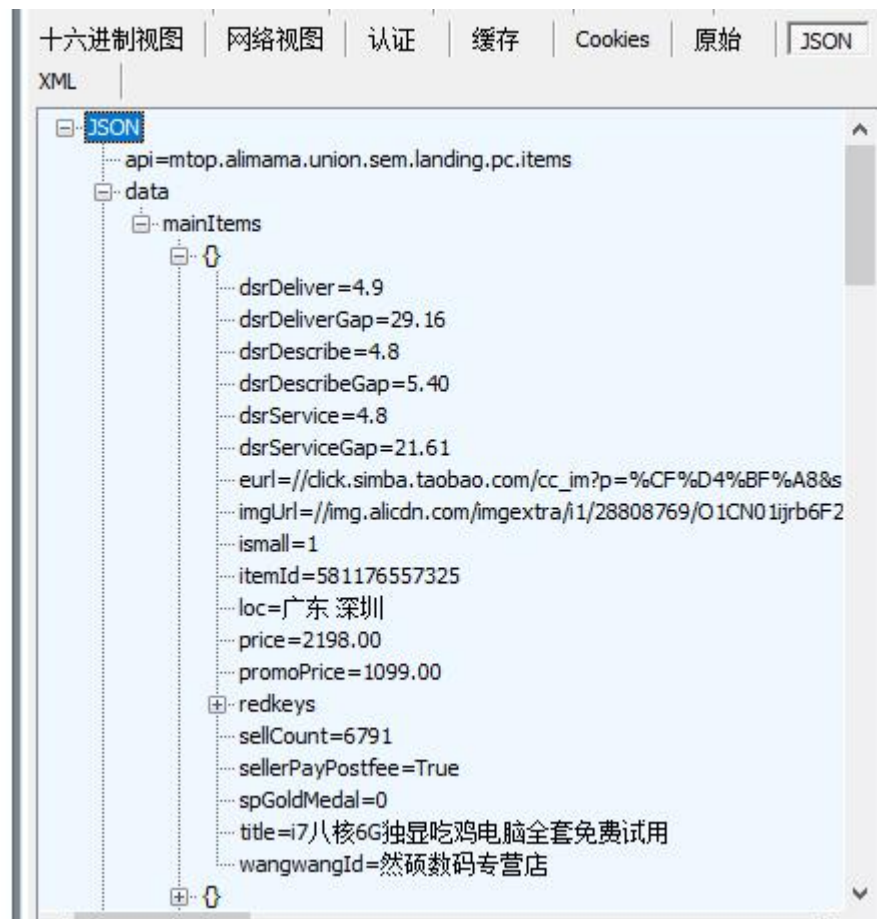 十六进制视图 网络视图 认证 缓存 Cookies 原始 JSON
XML
JSON
api=mtop.alimama.union.sem.landing.pc.items
data
mainItems
{}
dsrDeliver=4.9
dsrDeliverGap=29.16
dsrDescribe=4.8
dsrDescribeGap=5.40
dsrService=4.8
dsrServiceGap=21.61
eurl=//click.simba.taobao.com/cc_im?p=%CF%D4%BF%A8&s
imgUrl=//img.alicdn.com/imgextra/i1/28808769/O1CN01ijrb6F2
ismall=1
itemId=581176557325
loc=广东 深圳
price=2198.00
promoPrice=1099.00
redkeys
sellCount=6791
sellerPayPostfee=True
spGoldMedal=0
title=i7八核6G独显吃鸡电脑全套免费试用
wangwangId=然硕数码专营店
{}